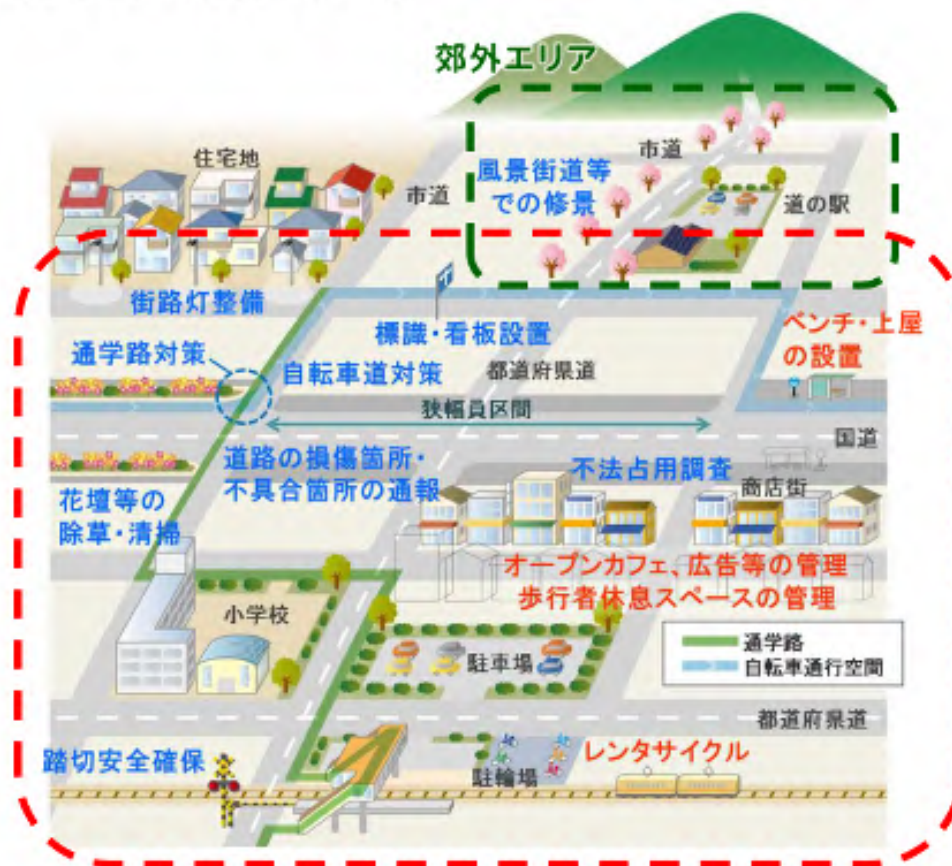 郊外エリア
住宅地
市道
市道
風景街道等
での修景
道の駅
街路灯整備
標識・看板設置
ベンチ・上屋
の設置
通学路対策
自転車道対策
都道府県道
狭幅員区間
国道
道路の損傷箇所・
不具合箇所の通報
不法占用調査
商店街
花壇等の
除草・清掃
オープンカフェ、広告等の管理
歩行者休息スペースの管理
小学校
通学路
自転車通行空間
駐車場
都道府県道
踏切安全確保
駐輪場
レンタサイクル